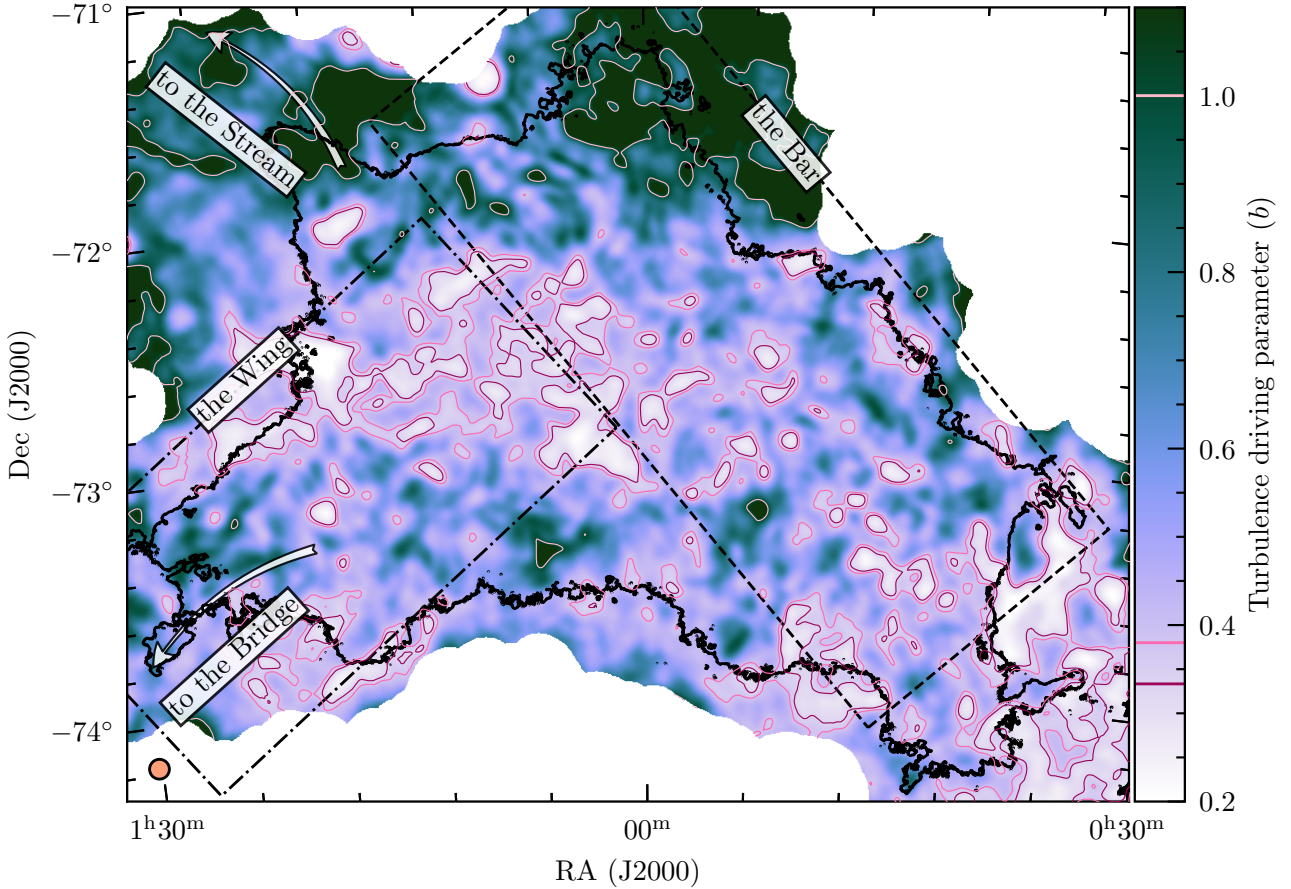 −71°
−72°
−73°
−74°
Dec (J2000)
to the Stream
the Bar
the Wing
to the Bridge
1ʰ30ᵐ
00ᵐ
0ʰ30ᵐ
RA (J2000)
1.0
0.8
0.6
0.4
0.2
Turbulence driving parameter (b)